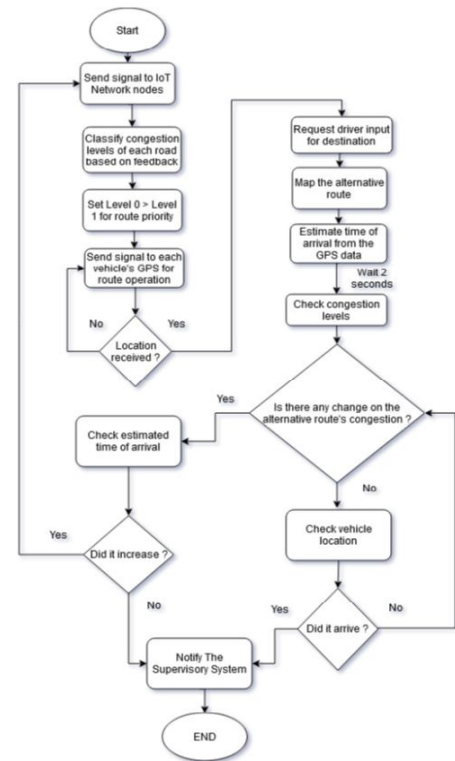 Start
Send signal to IoT
Network nodes
Classify congestion
levels of each road
based on feedback
Set Level 0 > Level
1 for route priority
Send signal to each
vehicle's GPS for
route operation
No
Yes
Location
received ?
Request driver input
for destination
Map the alternative
route
Estimate time of
arrival from the
GPS data
Wait 2
seconds
Check congestion
levels
Is there any change on the
alternative route's congestion ?
Yes
Check estimated
time of arrival
Yes
Did it increase ?
No
No
Check vehicle
location
Yes
Did it arrive ?
No
Notify The
Supervisory System
END